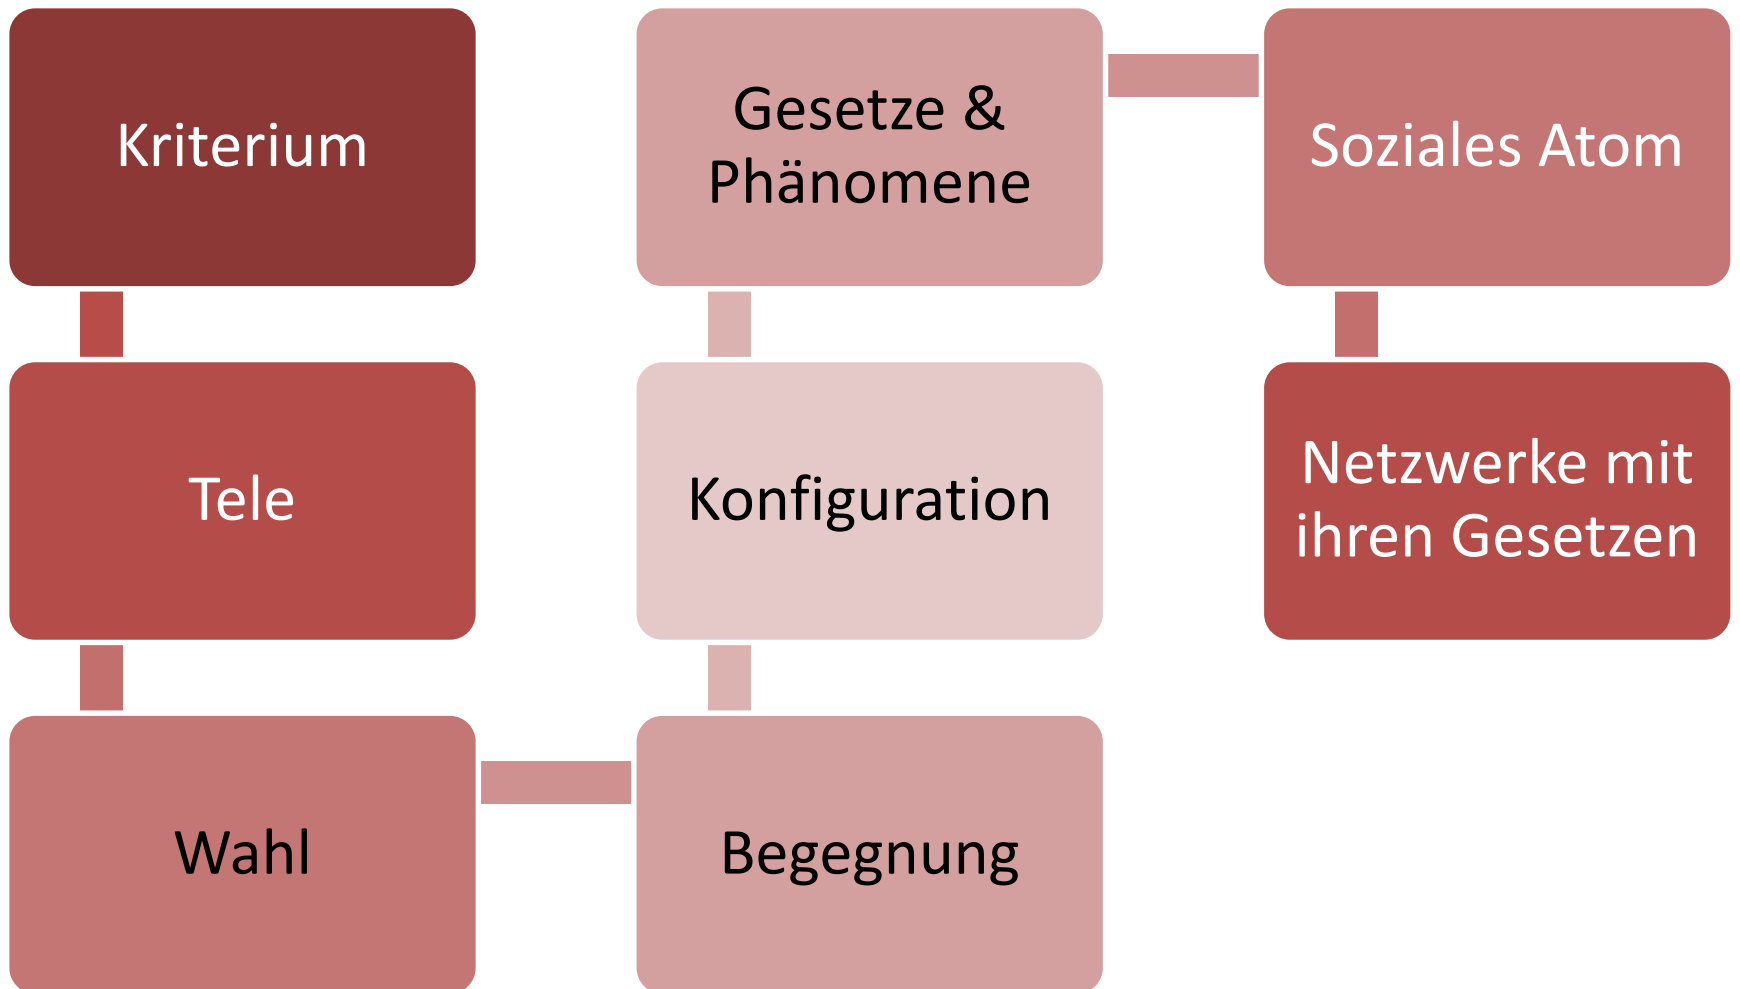 Kriterium
Tele
Wahl
Begegnung
Konfiguration
Gesetze &
Phänomene
Soziales Atom
Netzwerke mit
ihren Gesetzen